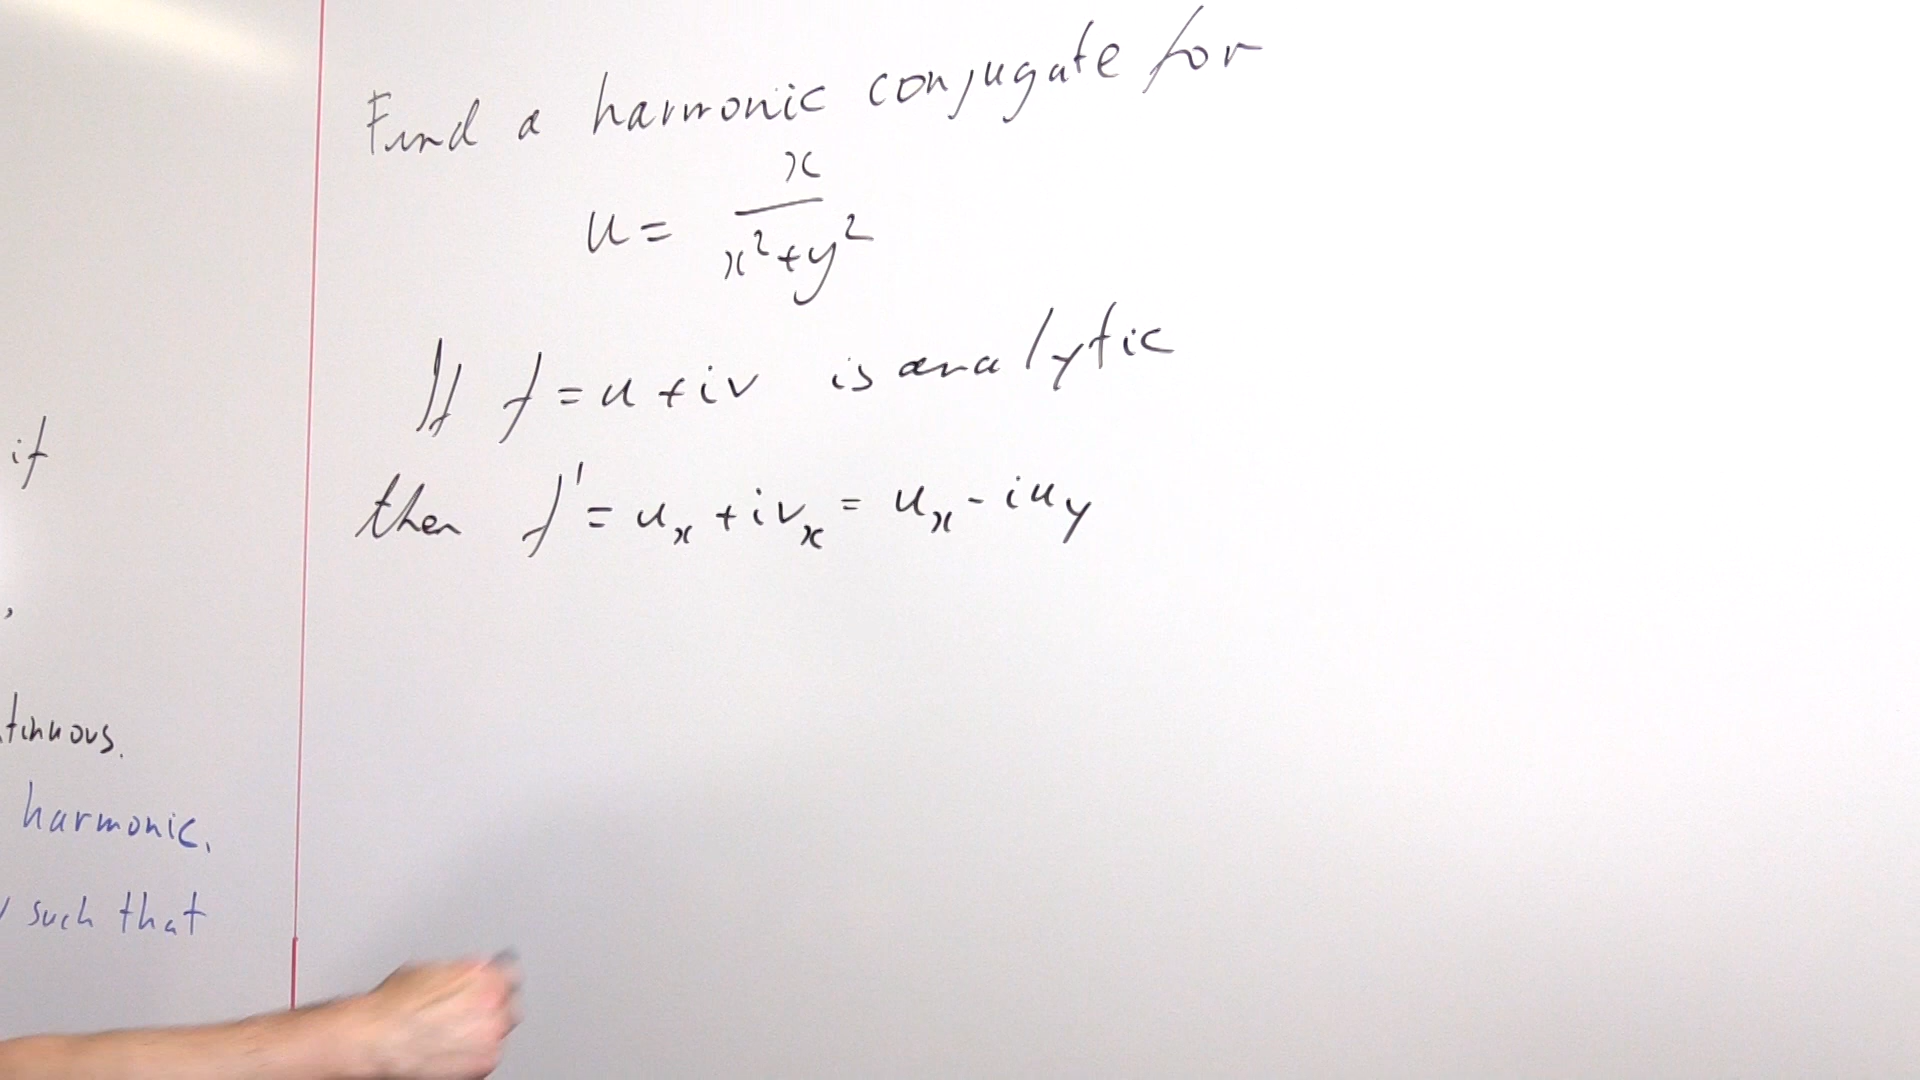 Find a harmonic conjugate for
u = x / (x²+y²)
If f = u + iv is analytic
then f' = uₓ + ivₓ = uₓ - iu_y
if
,
tinuous.
harmonic.
such that